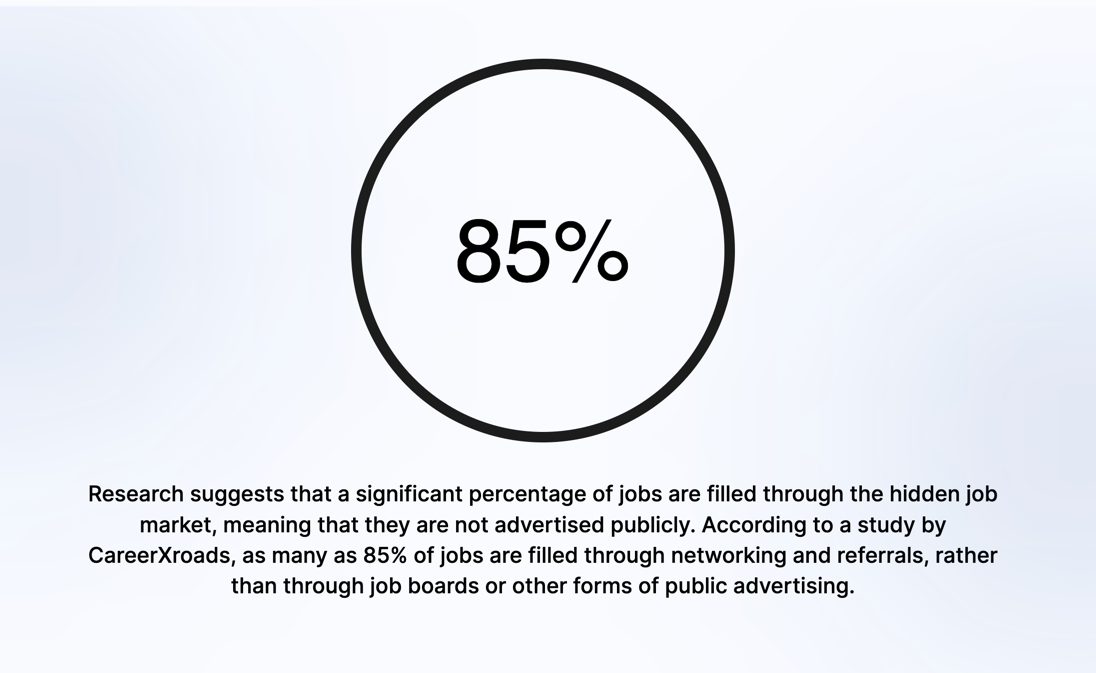 85%
Research suggests that a significant percentage of jobs are filled through the hidden job
market, meaning that they are not advertised publicly. According to a study by
CareerXroads, as many as 85% of jobs are filled through networking and referrals, rather
than through job boards or other forms of public advertising.